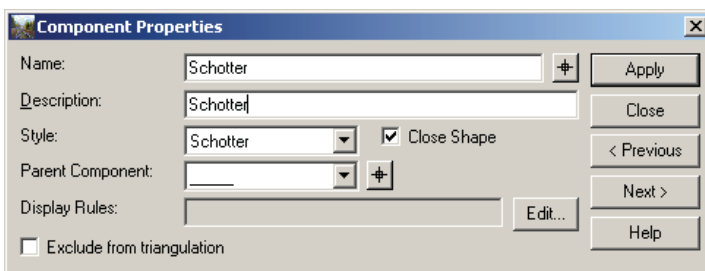 Component Properties
Name: Schotter Apply
Description: Schotter Close
Style: Schotter Close Shape < Previous
Parent Component: _____ Next >
Display Rules: Edit... Help
Exclude from triangulation